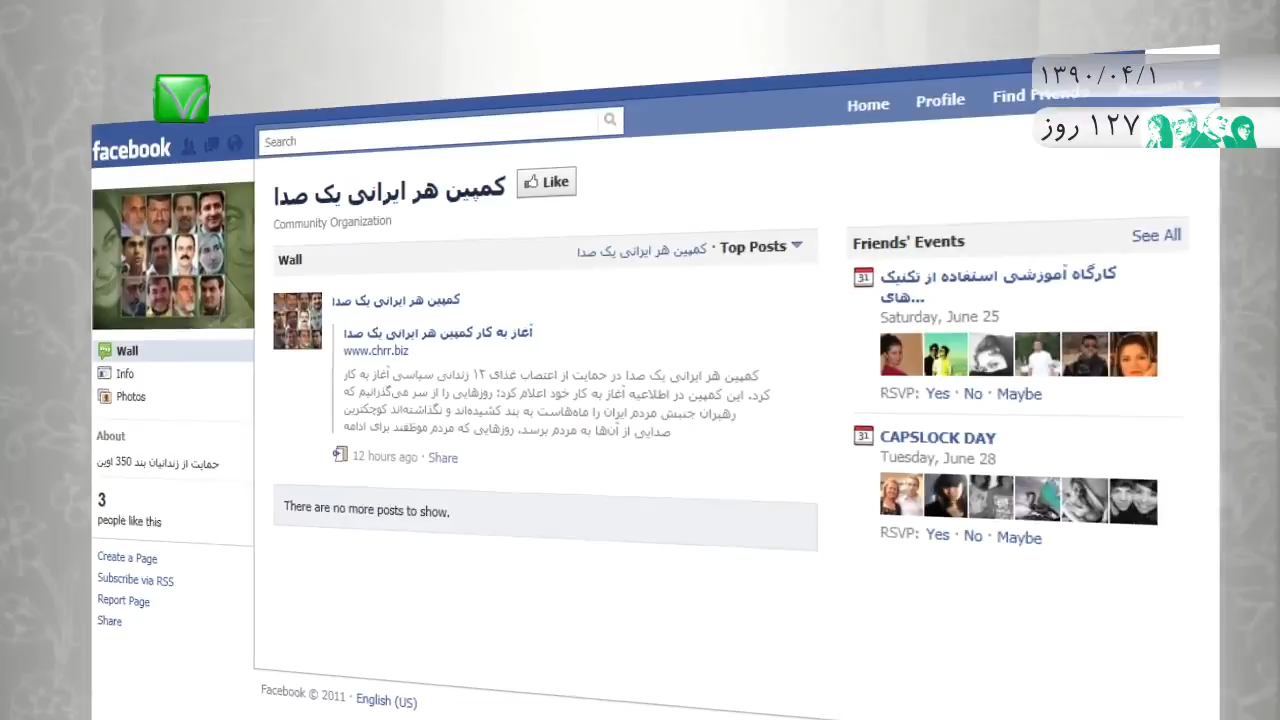 ۱۳۹۰/۰۴/۱
۱۲۷ روز
facebook
Search
Home
Profile
Find Friends
Account
کمپین هر ایرانی یک صدا
Like
Community Organization
Wall
کمپین هر ایرانی یک صدا · Top Posts
کمپین هر ایرانی یک صدا
آغاز به کار کمپین هر ایرانی یک صدا
www.chrr.biz
کمپین هر ایرانی یک صدا در حمایت از اعتصاب غذای ۱۲ زندانی سیاسی آغاز به کار
کرد. این کمپین در اطلاعیه آغاز به کار خود اعلام کرد: روزهایی را از سر می‌گذرانیم که
رهبران جنبش مردم ایران را ماه‌هاست به بند کشیده‌اند و نگذاشته‌اند کوچکترین
صدایی از آن‌ها به مردم برسد. روزهایی که مردم موظفند برای ادامه
12 hours ago · Share
There are no more posts to show.
Wall
Info
Photos
About
حمایت از زندانیان بند 350 اوین
3
people like this
Create a Page
Subscribe via RSS
Report Page
Share
Friends' Events
See All
31
کارگاه آموزشی استفاده از تکنیک
های...
Saturday, June 25
RSVP: Yes · No · Maybe
31
CAPSLOCK DAY
Tuesday, June 28
RSVP: Yes · No · Maybe
Facebook © 2011 · English (US)